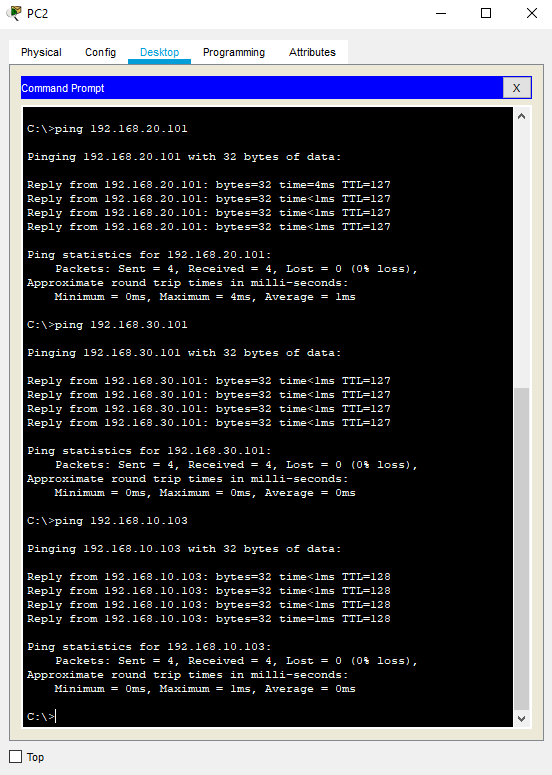 PC2
Physical Config Desktop Programming Attributes
Command Prompt X
C:\>ping 192.168.20.101
Pinging 192.168.20.101 with 32 bytes of data:
Reply from 192.168.20.101: bytes=32 time=4ms TTL=127
Reply from 192.168.20.101: bytes=32 time<1ms TTL=127
Reply from 192.168.20.101: bytes=32 time<1ms TTL=127
Reply from 192.168.20.101: bytes=32 time<1ms TTL=127
Ping statistics for 192.168.20.101:
Packets: Sent = 4, Received = 4, Lost = 0 (0% loss),
Approximate round trip times in milli-seconds:
Minimum = 0ms, Maximum = 4ms, Average = 1ms
C:\>ping 192.168.30.101
Pinging 192.168.30.101 with 32 bytes of data:
Reply from 192.168.30.101: bytes=32 time<1ms TTL=127
Reply from 192.168.30.101: bytes=32 time<1ms TTL=127
Reply from 192.168.30.101: bytes=32 time<1ms TTL=127
Reply from 192.168.30.101: bytes=32 time<1ms TTL=127
Ping statistics for 192.168.30.101:
Packets: Sent = 4, Received = 4, Lost = 0 (0% loss),
Approximate round trip times in milli-seconds:
Minimum = 0ms, Maximum = 0ms, Average = 0ms
C:\>ping 192.168.10.103
Pinging 192.168.10.103 with 32 bytes of data:
Reply from 192.168.10.103: bytes=32 time<1ms TTL=128
Reply from 192.168.10.103: bytes=32 time<1ms TTL=128
Reply from 192.168.10.103: bytes=32 time<1ms TTL=128
Reply from 192.168.10.103: bytes=32 time=1ms TTL=128
Ping statistics for 192.168.10.103:
Packets: Sent = 4, Received = 4, Lost = 0 (0% loss),
Approximate round trip times in milli-seconds:
Minimum = 0ms, Maximum = 1ms, Average = 0ms
C:\>
Top